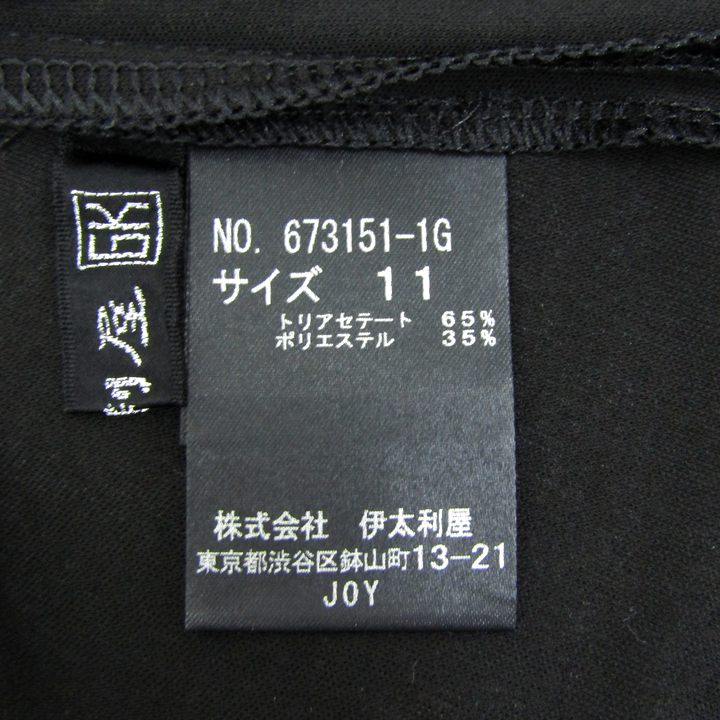 NO. 673151-1G
サイズ 11
トリアセテート 65%
ポリエステル 35%
株式会社 伊太利屋
東京都渋谷区鉢山町13-21
JOY
GK
屋